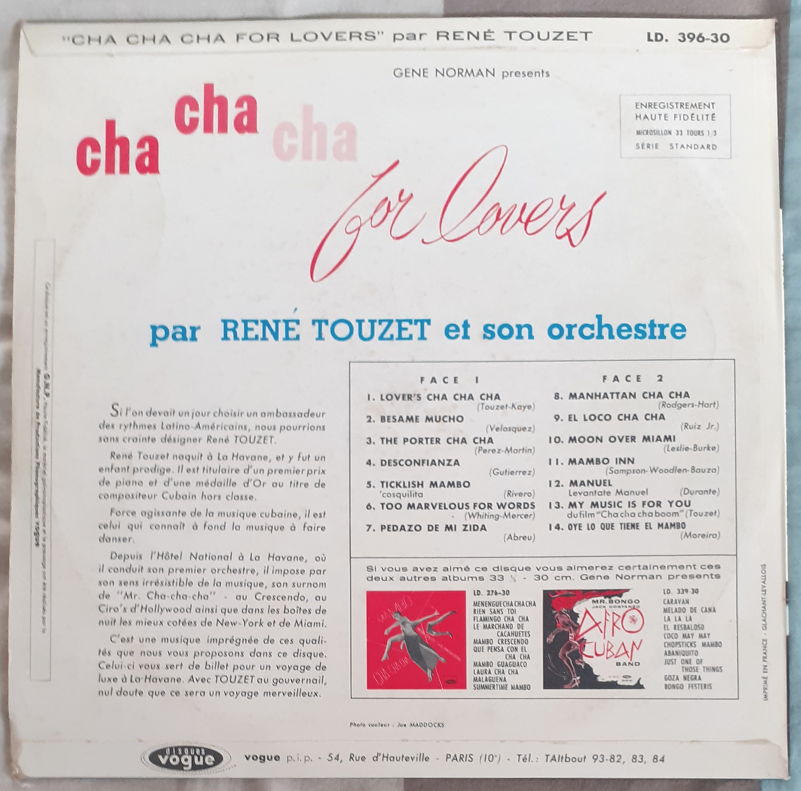 "CHA CHA CHA FOR LOVERS" par RENÉ TOUZET
LD. 396-30
GENE NORMAN presents
cha cha cha
for lovers
ENREGISTREMENT
HAUTE FIDÉLITÉ
MICROSILLON 33 TOURS 1/3
SÉRIE STANDARD
par RENÉ TOUZET et son orchestre
Si l'on devait un jour choisir un ambassadeur
des rythmes Latino-Américains, nous pourrions
sans crainte désigner René TOUZET.
René Touzet naquit à La Havane, et y fut un
enfant prodige. Il est titulaire d'un premier prix
de piano et d'une médaille d'Or au titre de
compositeur Cubain hors classe.
Force agissante de la musique cubaine, il est
celui qui connaît à fond la musique à faire
danser.
Depuis l'Hôtel National à La Havane, où
il conduit son premier orchestre, il impose par
son sens irrésistible de la musique, son surnom
de "Mr. Cha-cha-cha" - au Crescendo, au
Ciro's d'Hollywood ainsi que dans les boîtes de
nuit les mieux cotées de New-York et de Miami.
C'est une musique imprégnée de ces quali-
tés que nous vous proposons dans ce disque.
Celui-ci vous sert de billet pour un voyage de
luxe à La Havane. Avec TOUZET au gouvernail,
nul doute que ce sera un voyage merveilleux.
FACE 1
1. LOVER'S CHA CHA CHA
(Touzet-Kaye)
2. BESAME MUCHO
(Velasquez)
3. THE PORTER CHA CHA
(Perez-Martin)
4. DESCONFIANZA
(Gutierrez)
5. TICKLISH MAMBO
'cosquilita (Rivero)
6. TOO MARVELOUS FOR WORDS
(Whiting-Mercer)
7. PEDAZO DE MI ZIDA
(Abreu)
FACE 2
8. MANHATTAN CHA CHA
(Rodgers-Hart)
9. EL LOCO CHA CHA
(Ruiz Jr.)
10. MOON OVER MIAMI
(Leslie-Burke)
11. MAMBO INN
(Sampson-Woodlen-Bauza)
12. MANUEL
Levantate Manuel (Durante)
13. MY MUSIC IS FOR YOU
du film "Cha cha cha boom" (Touzet)
14. OYE LO QUE TIENE EL MAMBO
(Moreira)
Si vous avez aimé ce disque vous aimerez certainement ces
deux autres albums 33 ⅓ - 30 cm. Gene Norman presents
LD. 276-30
MENENGUE CHA CHA CHA
RIEN SANS TOI
FLAMINGO CHA CHA
LE MARCHAND DE
CACAHUETES
MAMBO CRESCENDO
QUE PENSA CON EL
CHA CHA
MAMBO GUAGUACO
LAURA CHA CHA
MALAGUENA
SUMMERTIME MAMBO
MR. BONGO
JACK COSTANZO
AFRO
CUBAN
BAND
LD. 339-30
CARAVAN
MELADO DE CANA
LA LA LA
EL RESBALOSO
COCO MAY MAY
CHOPSTICKS MAMBO
ABANIQUITO
JUST ONE OF
THOSE THINGS
GOZA NEGRA
BONGO FESTERIS
IMPRIMÉ EN FRANCE - GLACHANT-LEVALLOIS
Photo couleur : Joe MADDOCKS
disques
vogue
vogue p.i.p. - 54, Rue d'Hauteville - PARIS (10ᵉ) - Tél.: TAItbout 93-82, 83, 84